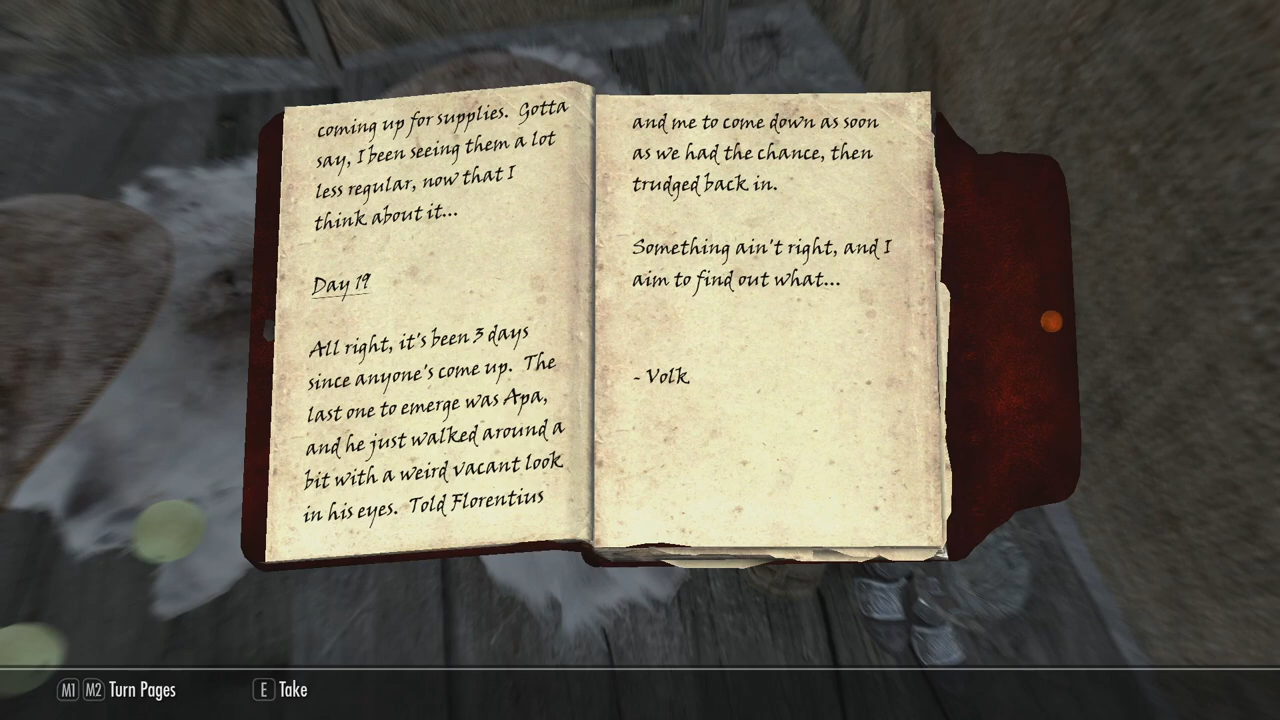 coming up for supplies. Gotta
say, I been seeing them a lot
less regular, now that I
think about it...
Day 19
All right, it's been 3 days
since anyone's come up. The
last one to emerge was Apa,
and he just walked around a
bit with a weird vacant look
in his eyes. Told Florentius
and me to come down as soon
as we had the chance, then
trudged back in.
Something ain't right, and I
aim to find out what...
- Volk
M1 M2 Turn Pages
E Take